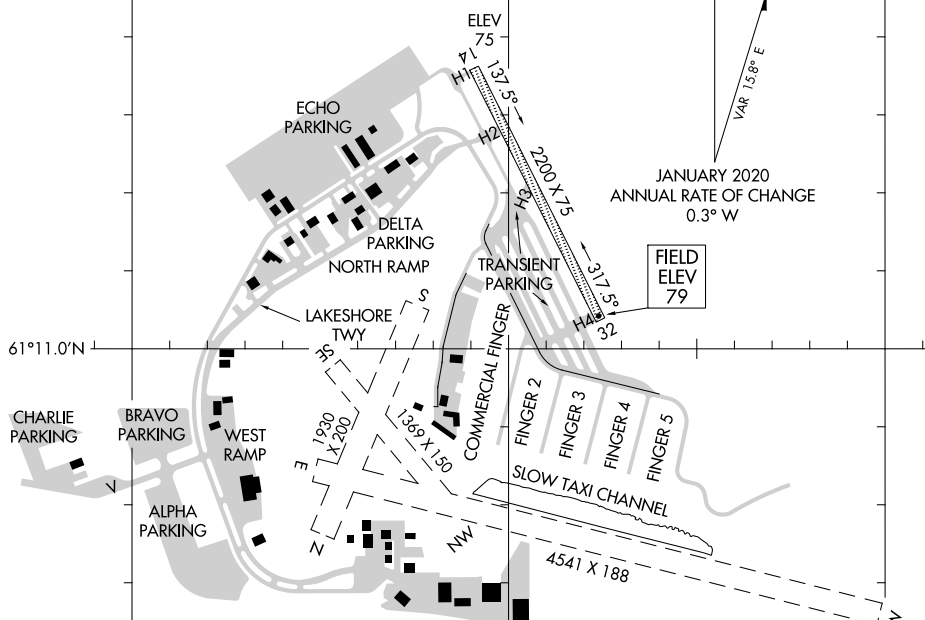 ELEV
75
14
H1
137.5°
VAR 15.8° E
ECHO
PARKING
H2
2200 X 75
JANUARY 2020
ANNUAL RATE OF CHANGE
0.3° W
H3
DELTA
PARKING
NORTH RAMP
TRANSIENT
PARKING
317.5°
FIELD
ELEV
79
S
LAKESHORE
TWY
H4
32
SE
61°11.0'N
COMMERCIAL FINGER
CHARLIE
PARKING
BRAVO
PARKING
WEST
RAMP
1930
X 200
1369 X 150
FINGER 2
FINGER 3
FINGER 4
FINGER 5
E
V
SLOW TAXI CHANNEL
ALPHA
PARKING
N
NW
4541 X 188